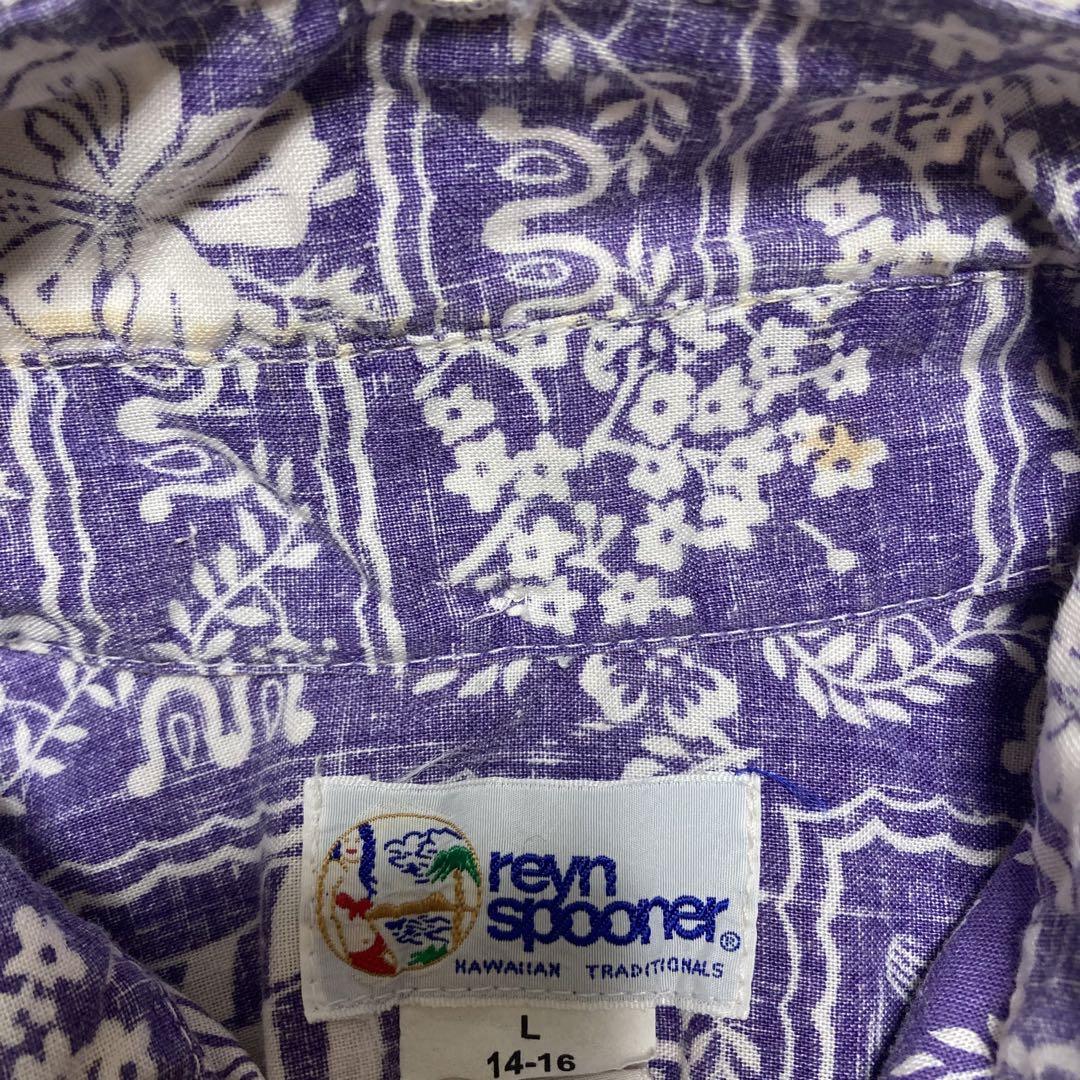 reyn
spooner®
HAWAIIAN TRADITIONALS
L
14-16